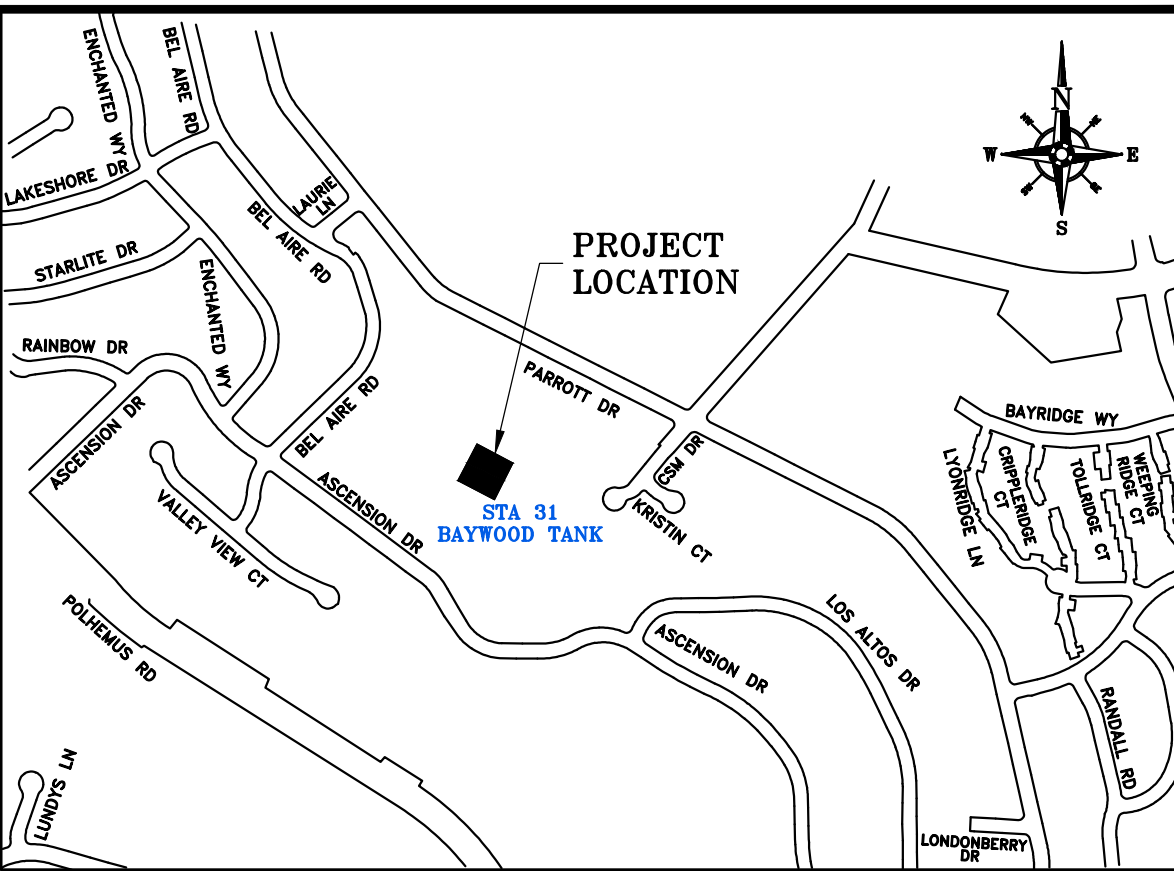 ENCHANTED WY
BEL AIRE RD
N
W
E
S
LAKESHORE DR
LAURIE
LN
BEL AIRE RD
STARLITE DR
PROJECT
LOCATION
ENCHANTED WY
RAINBOW DR
PARROTT DR
BEL AIRE RD
ASCENSION DR
BAYRIDGE WY
CSM DR
LYONRIDGE LN
CRIPPLERIDGE
CT
TOLLRIDGE CT
WEEPING
RIDGE CT
VALLEY VIEW CT
ASCENSION DR
STA 31
BAYWOOD TANK
KRISTIN CT
POLHEMUS RD
ASCENSION DR
LOS ALTOS DR
RANDALL RD
LUNDYS LN
LONDONBERRY
DR